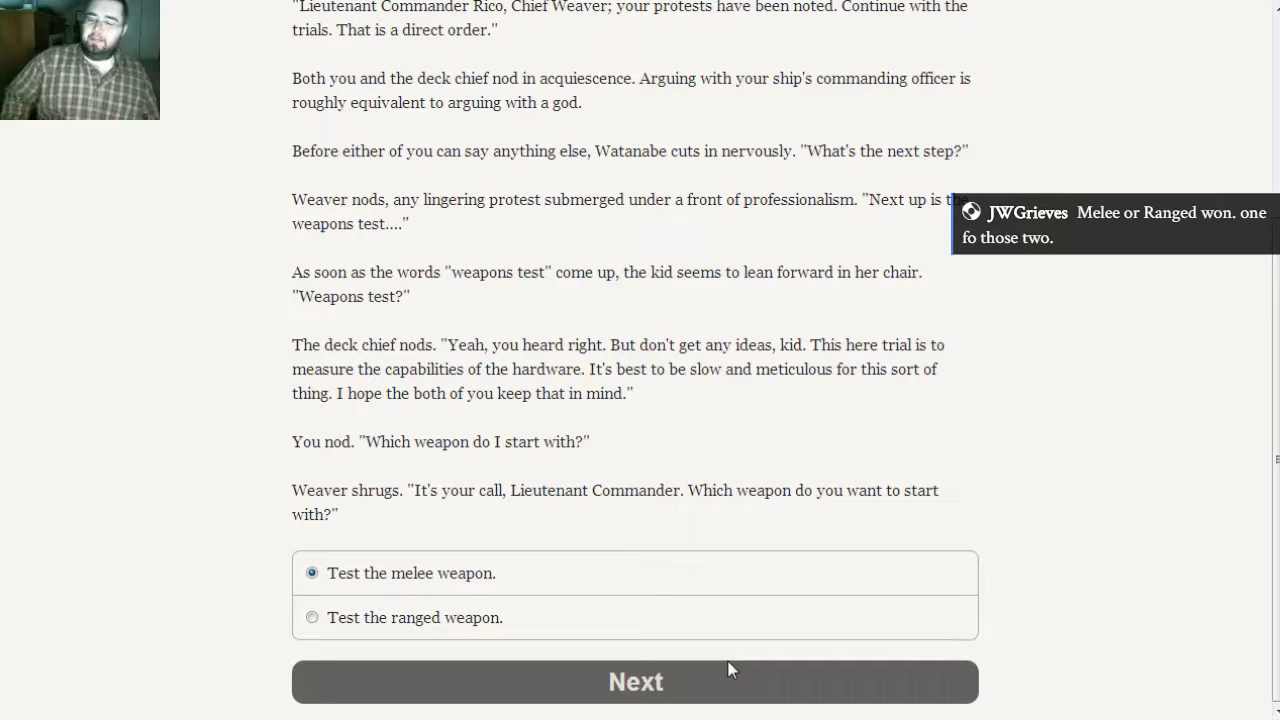 "Lieutenant Commander Rico, Chief Weaver; your protests have been noted. Continue with the
trials. That is a direct order."
Both you and the deck chief nod in acquiescence. Arguing with your ship's commanding officer is
roughly equivalent to arguing with a god.
Before either of you can say anything else, Watanabe cuts in nervously. "What's the next step?"
Weaver nods, any lingering protest submerged under a front of professionalism. "Next up is the
weapons test...."
JWGrieves Melee or Ranged won. one
fo those two.
As soon as the words "weapons test" come up, the kid seems to lean forward in her chair.
"Weapons test?"
The deck chief nods. "Yeah, you heard right. But don't get any ideas, kid. This here trial is to
measure the capabilities of the hardware. It's best to be slow and meticulous for this sort of
thing. I hope the both of you keep that in mind."
You nod. "Which weapon do I start with?"
Weaver shrugs. "It's your call, Lieutenant Commander. Which weapon do you want to start
with?"
Test the melee weapon.
Test the ranged weapon.
Next